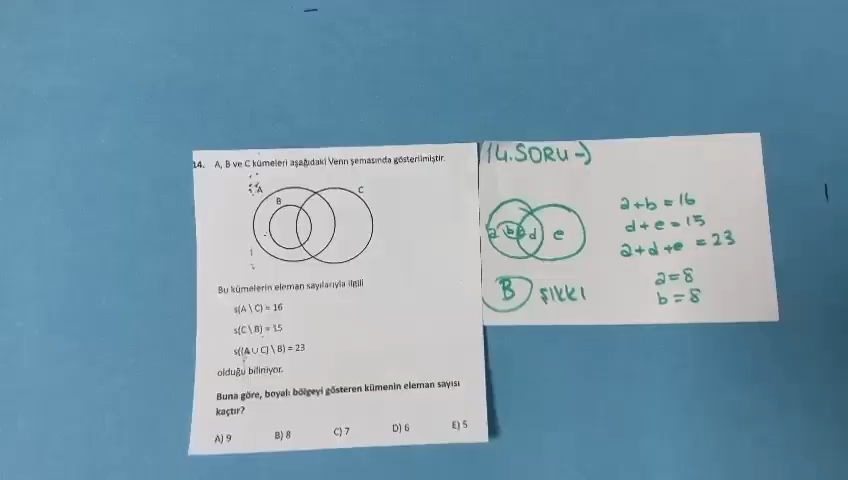 14. A, B ve C kümeleri aşağıdaki Venn şemasında gösterilmiştir.
A
B
C
Bu kümelerin eleman sayılarıyla ilgili
s(A \ C) = 16
s(C \ B) = 15
s((A ∪ C) \ B) = 23
olduğu biliniyor.
Buna göre, boyalı bölgeyi gösteren kümenin eleman sayısı
kaçtır?
A) 9 B) 8 C) 7 D) 6 E) 5
14. SORU -)
a b c d e
a+b = 16
d+e = 15
a+d+e = 23
a = 8
b = 8
B ŞIKKI